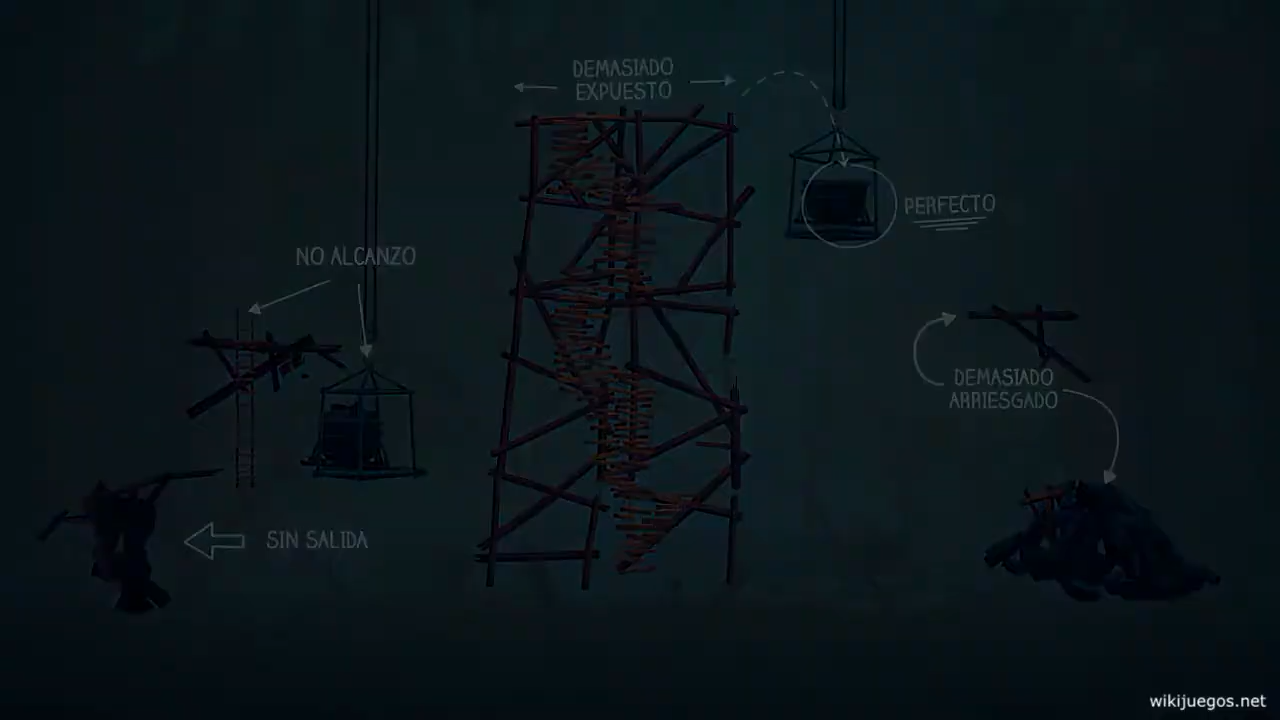 DEMASIADO
EXPUESTO
PERFECTO
NO ALCANZO
DEMASIADO
ARRIESGADO
SIN SALIDA
wikijuegos.net